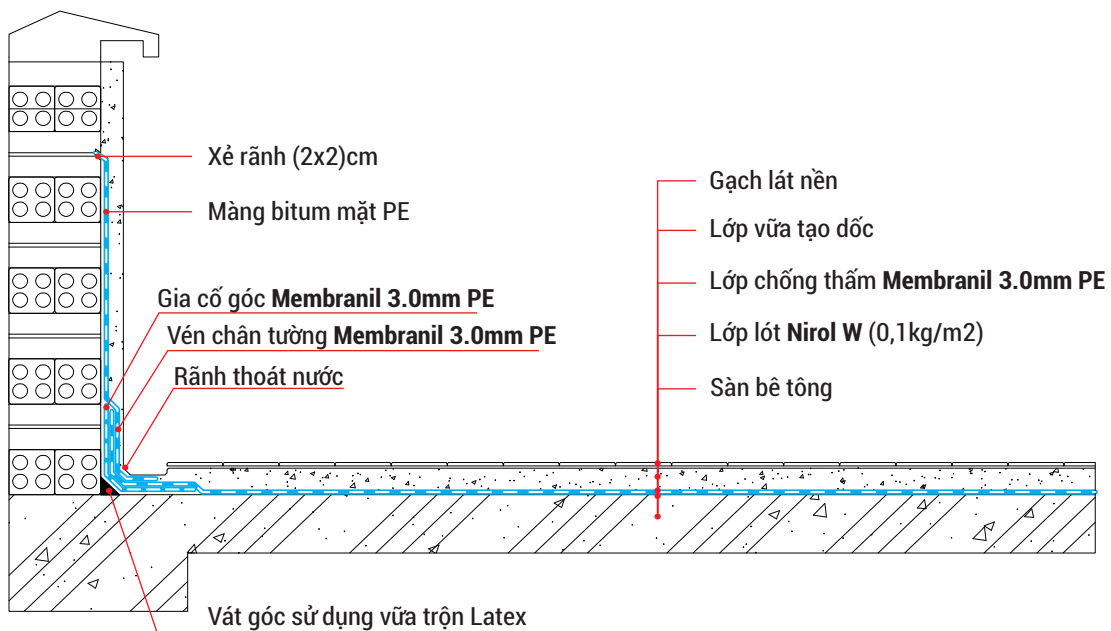 Xẻ rãnh (2x2)cm
Màng bitum mặt PE
Gia cố góc Membranil 3.0mm PE
Vén chân tường Membranil 3.0mm PE
Rãnh thoát nước
Gạch lát nền
Lớp vữa tạo dốc
Lớp chống thấm Membranil 3.0mm PE
Lớp lót Nirol W (0,1kg/m2)
Sàn bê tông
Vát góc sử dụng vữa trộn Latex